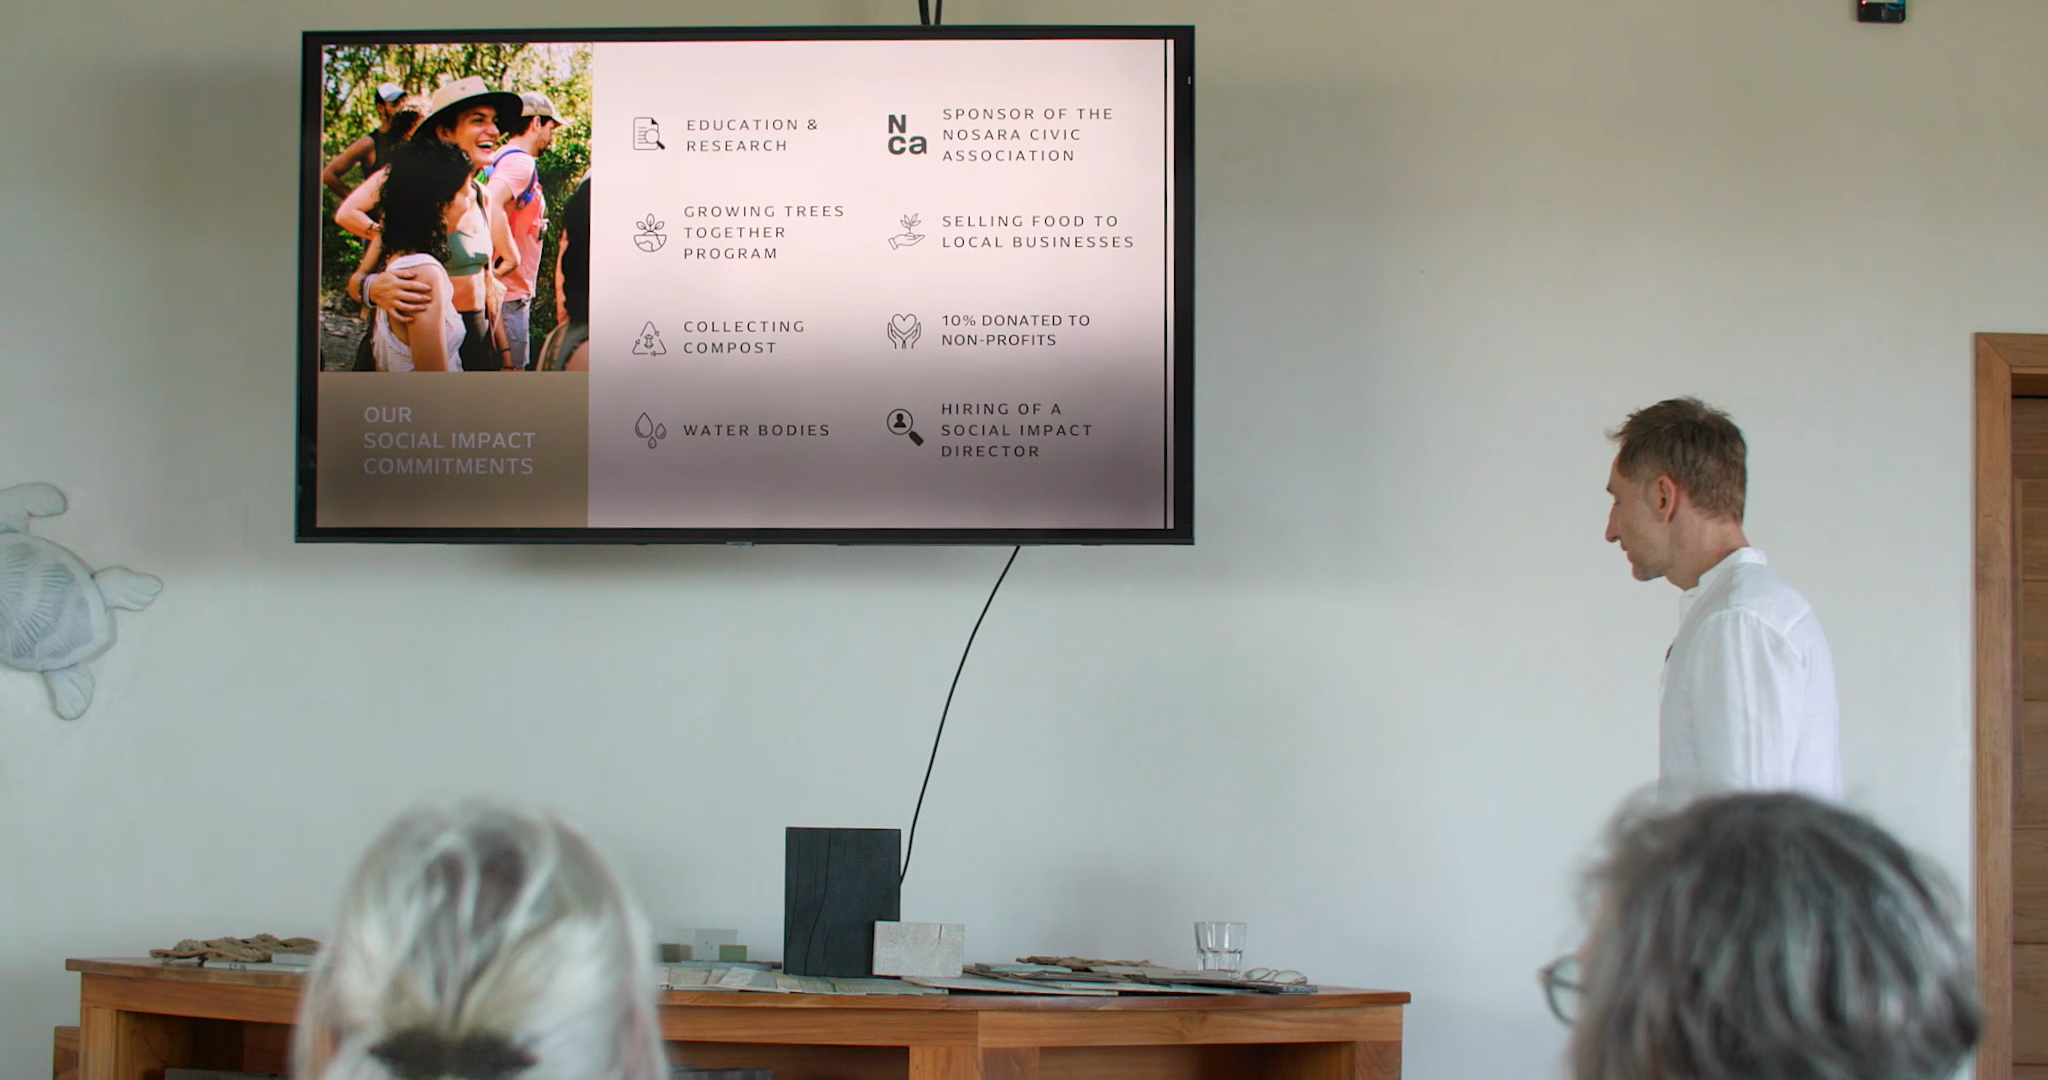 OUR
SOCIAL IMPACT
COMMITMENTS
EDUCATION &
RESEARCH
GROWING TREES
TOGETHER
PROGRAM
COLLECTING
COMPOST
WATER BODIES
Nca
SPONSOR OF THE
NOSARA CIVIC
ASSOCIATION
SELLING FOOD TO
LOCAL BUSINESSES
10% DONATED TO
NON-PROFITS
HIRING OF A
SOCIAL IMPACT
DIRECTOR